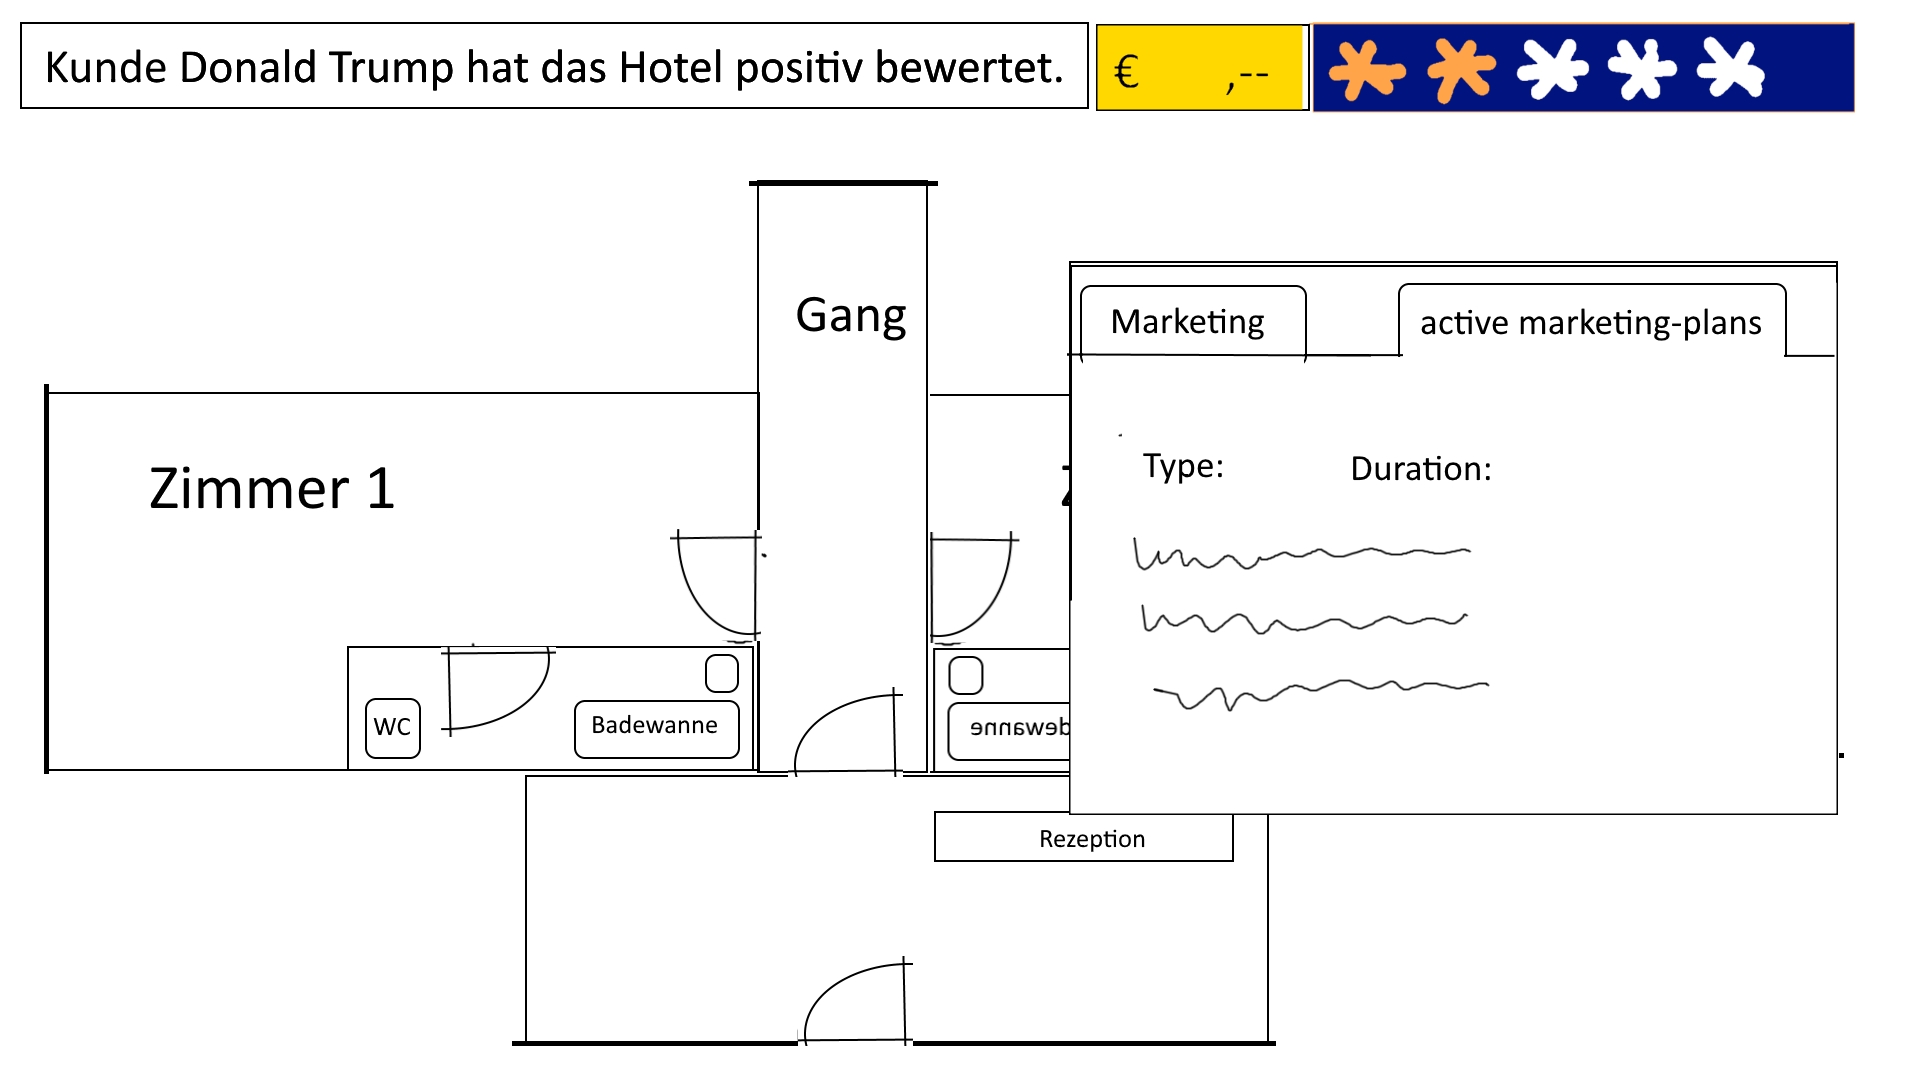 Kunde Donald Trump hat das Hotel positiv bewertet.
€ ,--
Gang
Marketing
active marketing-plans
Zimmer 1
Type:
Duration:
WC
Badewanne
dewanne
Rezeption